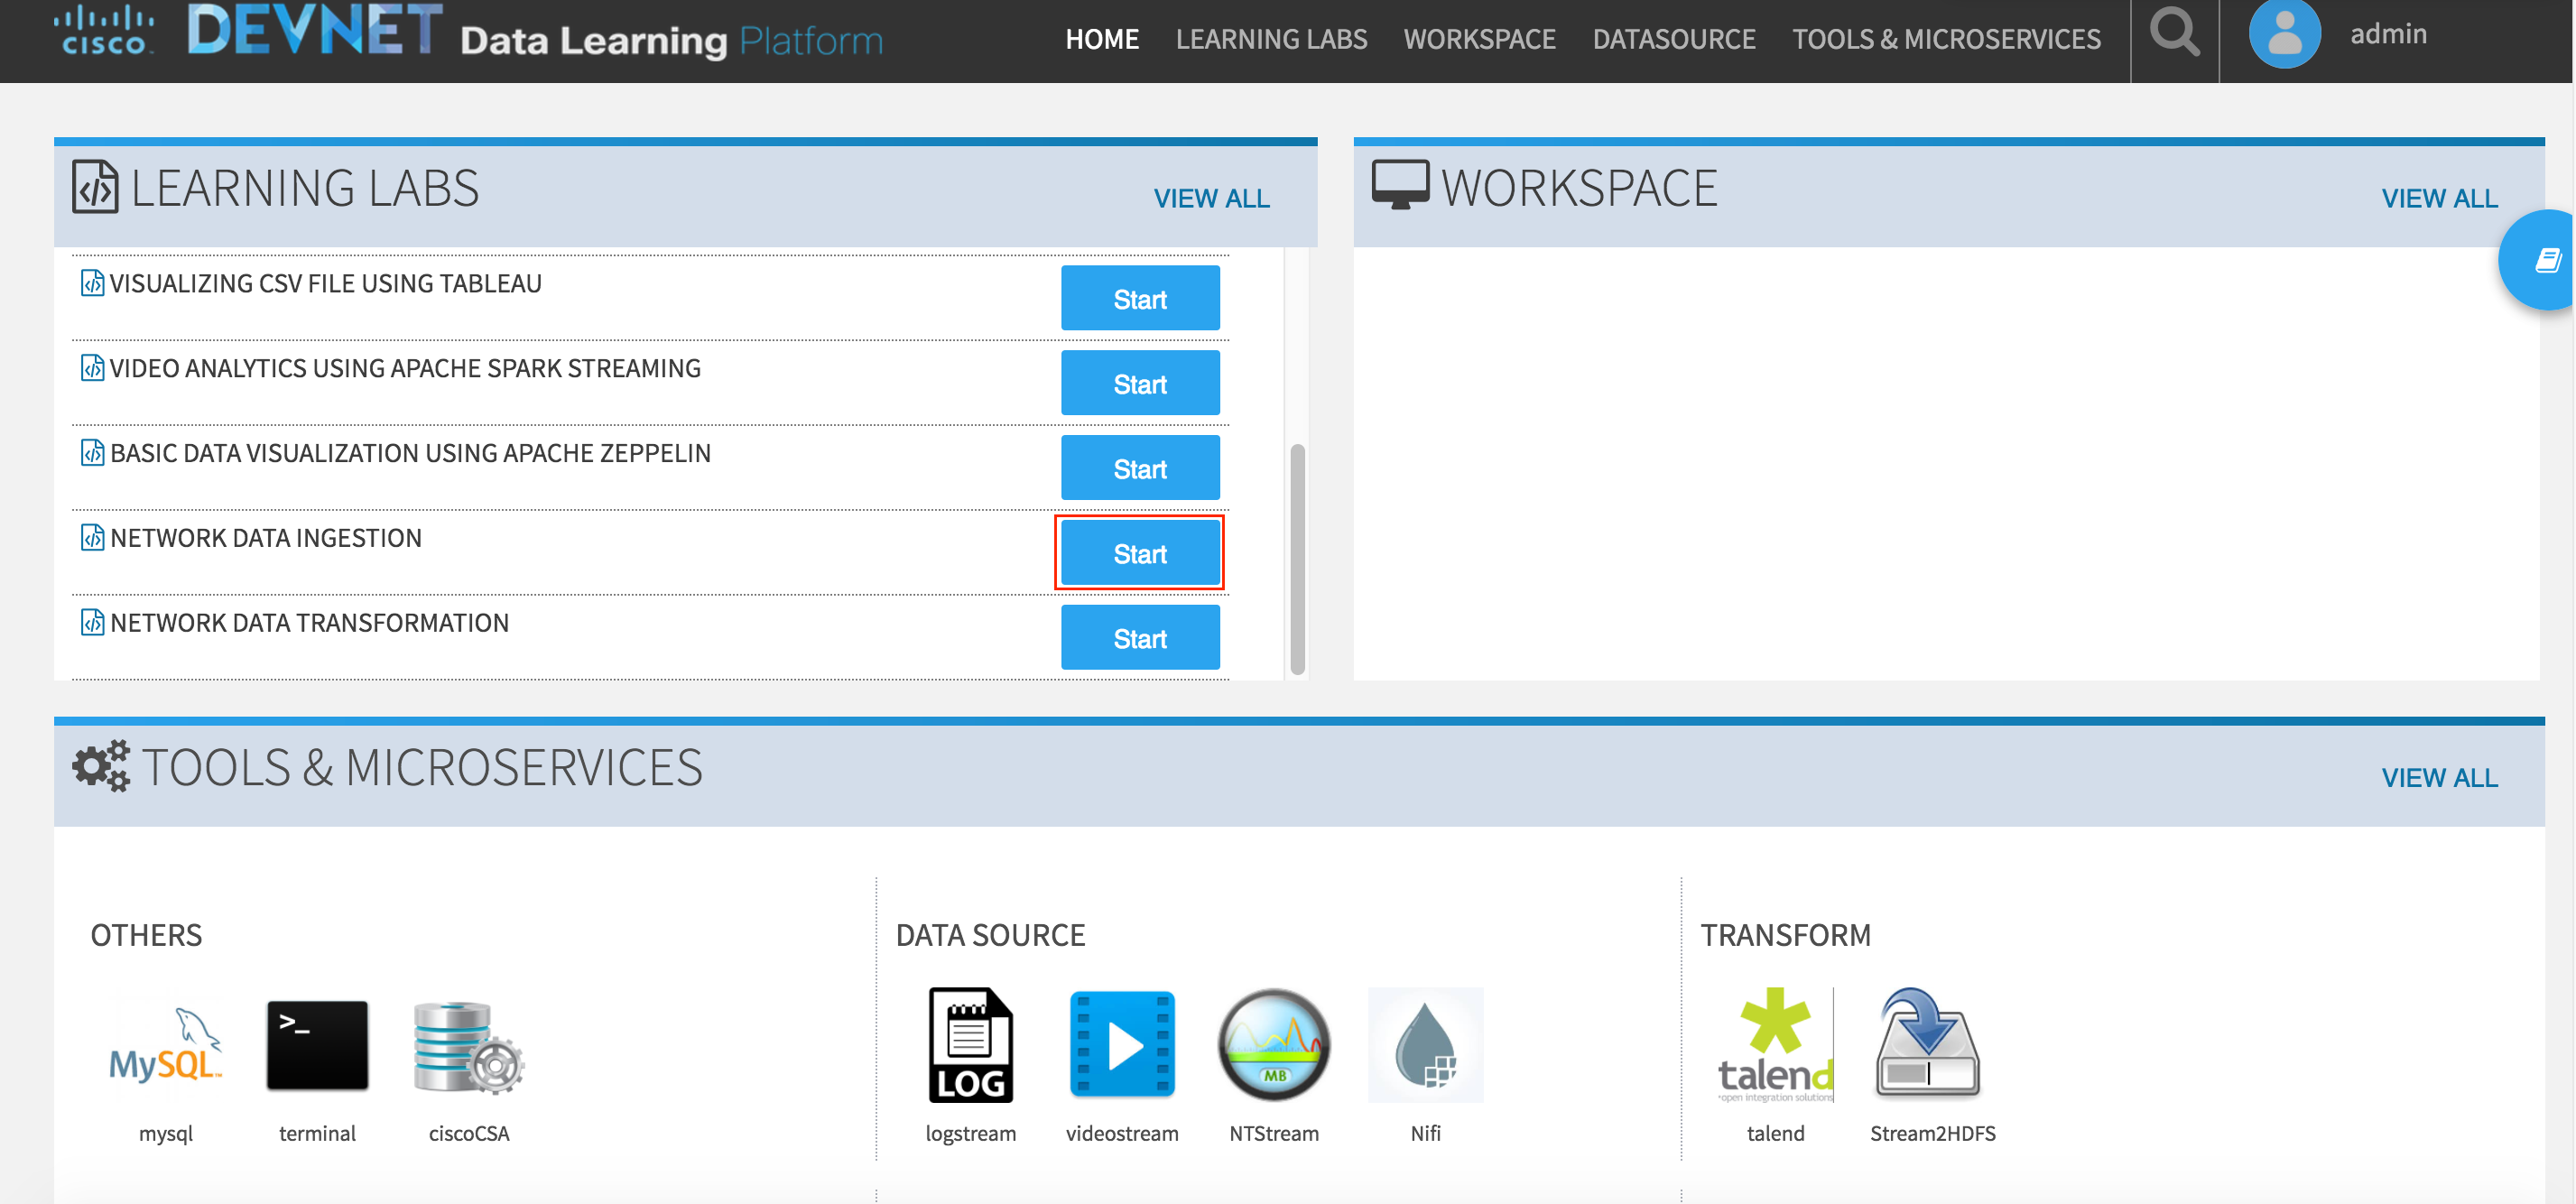 CISCO DEVNET Data Learning Platform HOME LEARNING LABS WORKSPACE DATASOURCE TOOLS & MICROSERVICES admin
LEARNING LABS VIEW ALL
VISUALIZING CSV FILE USING TABLEAU Start
VIDEO ANALYTICS USING APACHE SPARK STREAMING Start
BASIC DATA VISUALIZATION USING APACHE ZEPPELIN Start
NETWORK DATA INGESTION Start
NETWORK DATA TRANSFORMATION Start
WORKSPACE VIEW ALL
TOOLS & MICROSERVICES VIEW ALL
OTHERS
MySQL™
>_
mysql terminal ciscoCSA
DATA SOURCE
LOG
MB
logstream videostream NTStream Nifi
TRANSFORM
talend
open integration solutions
talend Stream2HDFS